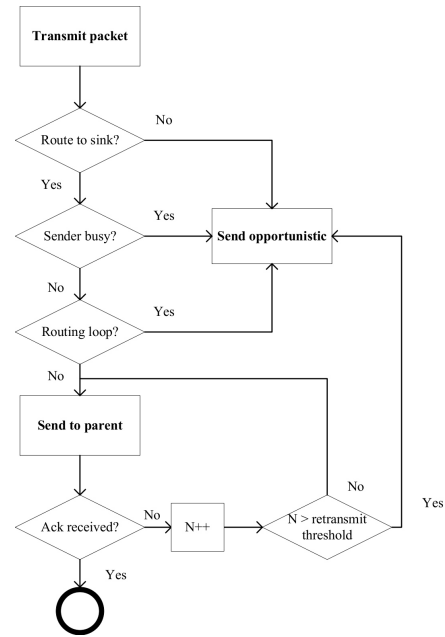 Transmit packet
No
Route to sink?
Yes
Yes
Sender busy?
Send opportunistic
No
Yes
Routing loop?
No
Send to parent
No
Yes
No
Ack received?
N++
N > retransmit
threshold
Yes